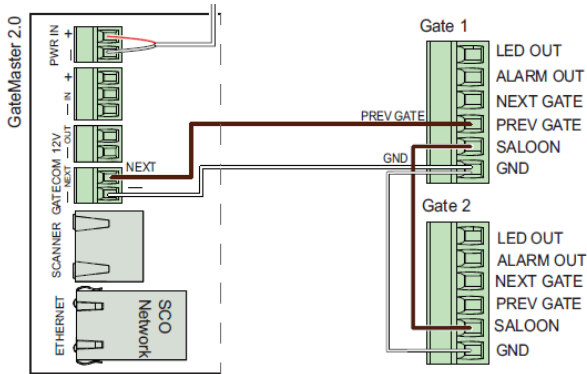 GateMaster 2.0
PWR IN
+
—
+
IN
—
12V
OUT
—
GATECOM
NEXT
—
NEXT
—
SCANNER
ETHERNET
SCO
Network
PREV GATE
GND
Gate 1
LED OUT
ALARM OUT
NEXT GATE
PREV GATE
SALOON
GND
Gate 2
LED OUT
ALARM OUT
NEXT GATE
PREV GATE
SALOON
GND